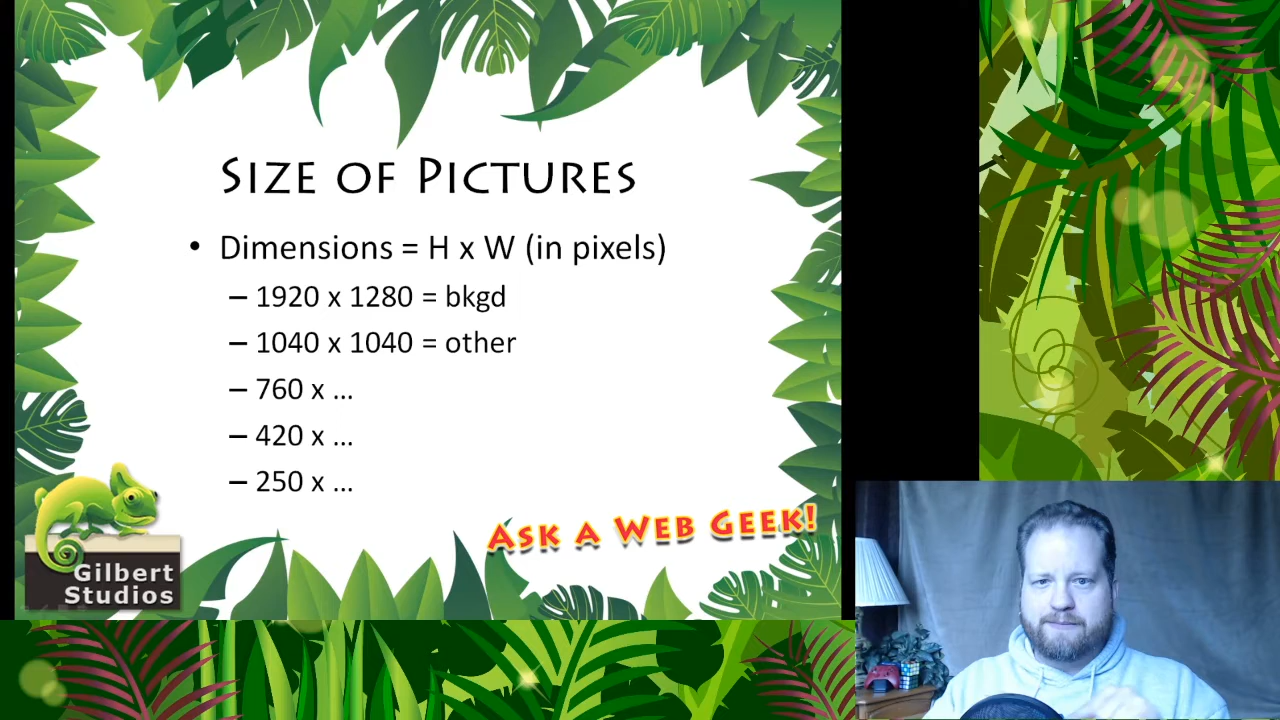 Size of Pictures
• Dimensions = H x W (in pixels)
– 1920 x 1280 = bkgd
– 1040 x 1040 = other
– 760 x ...
– 420 x ...
– 250 x ...
Ask a Web Geek!
Gilbert
Studios